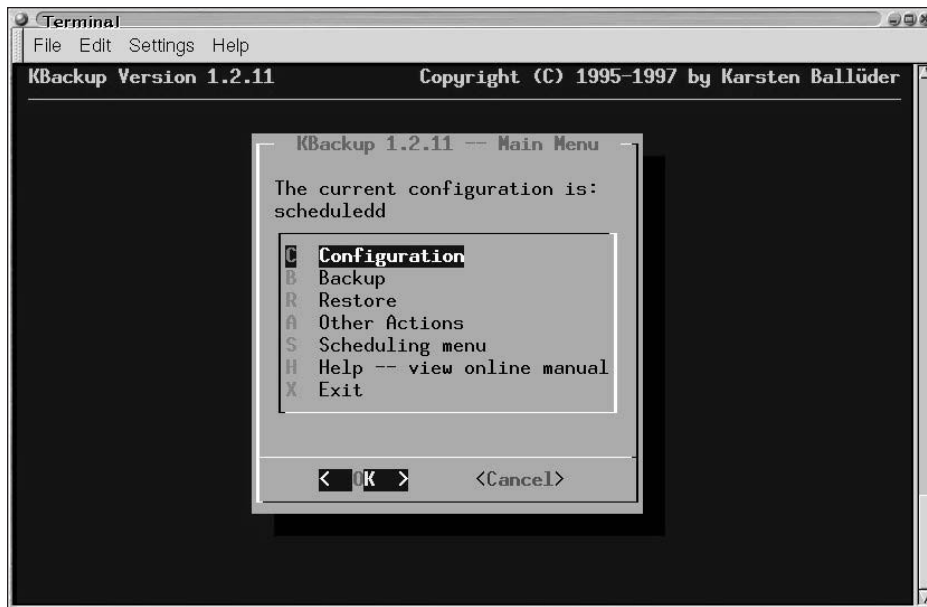 Terminal
File Edit Settings Help
KBackup Version 1.2.11 Copyright (C) 1995-1997 by Karsten Ballüder
KBackup 1.2.11 -- Main Menu
The current configuration is:
scheduledd
C Configuration
B Backup
R Restore
A Other Actions
S Scheduling menu
H Help -- view online manual
X Exit
< OK > <Cancel>